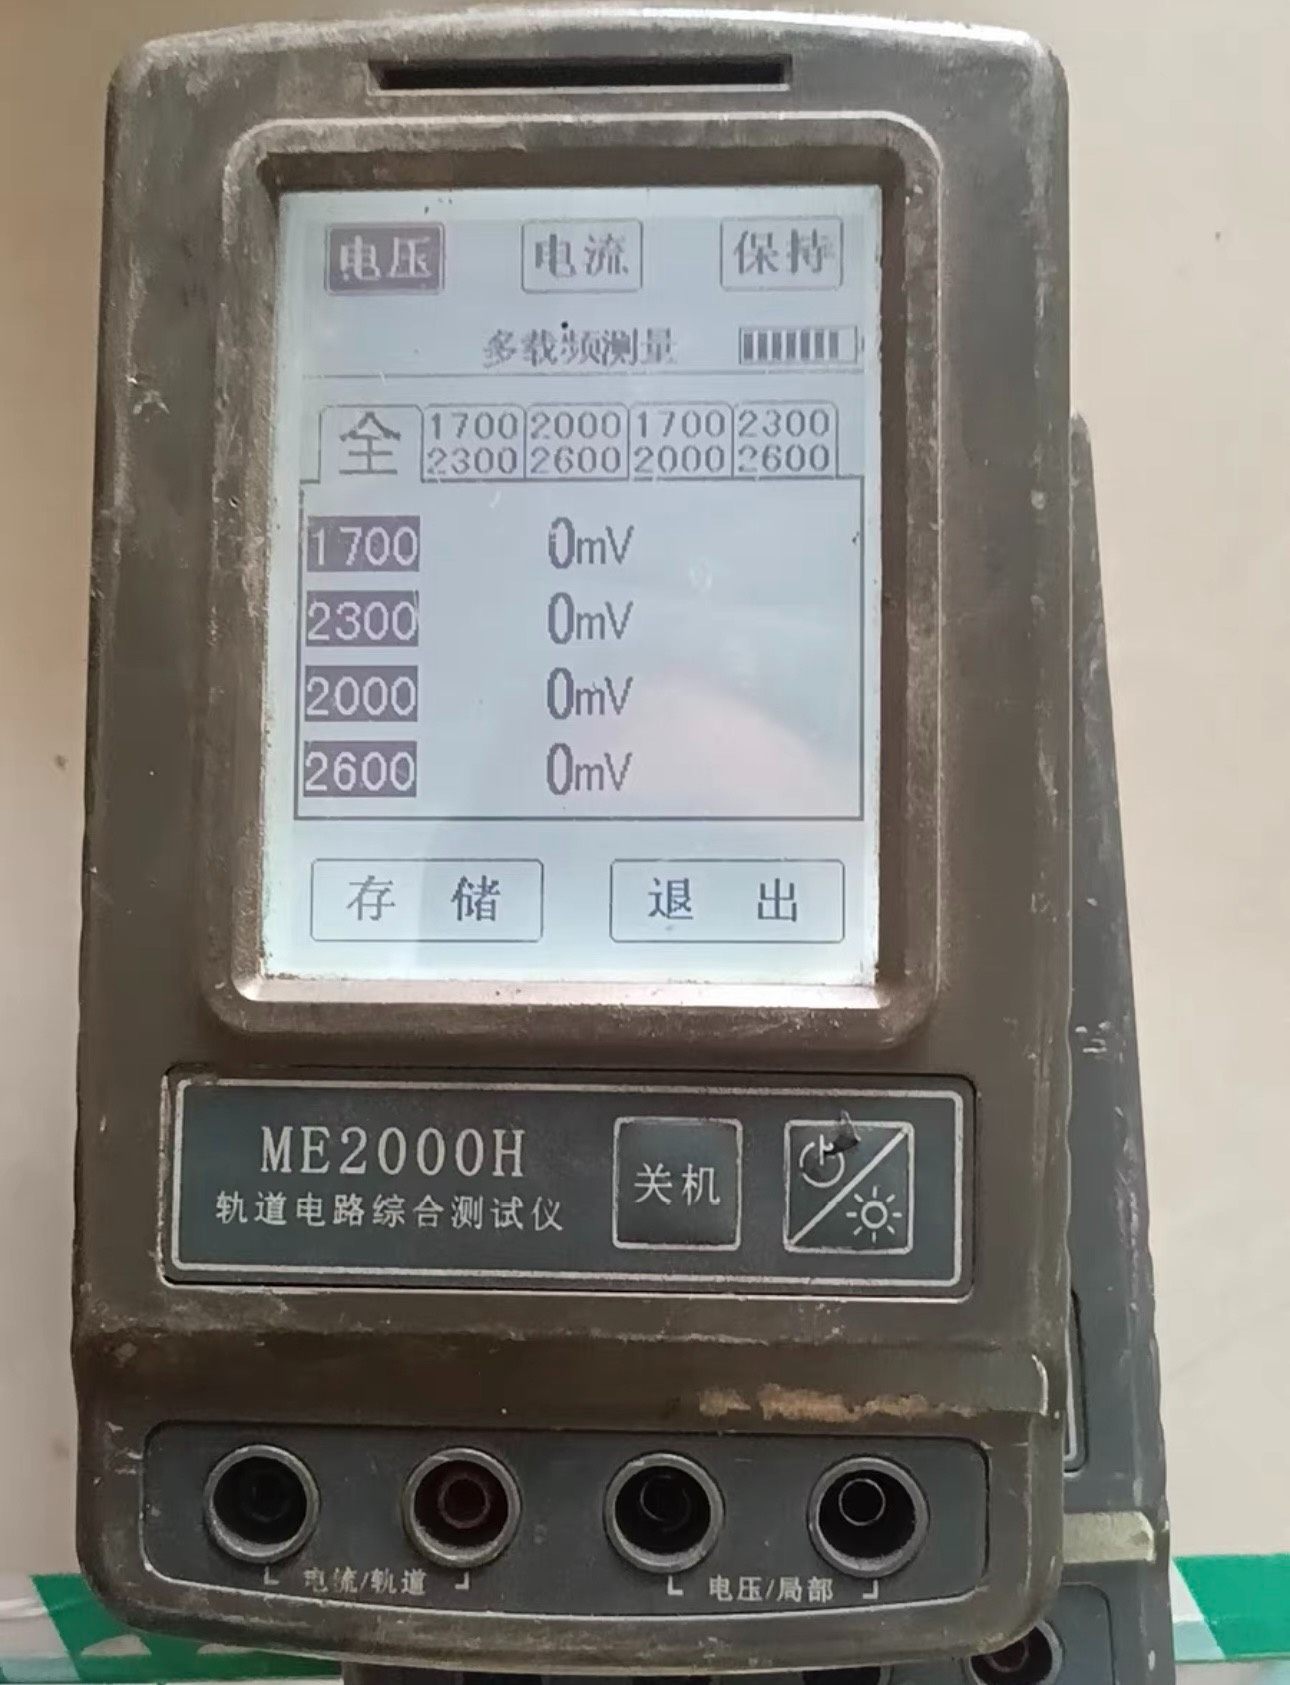 电压 电流 保持
多载频测量
全 1700 2000 1700 2300
2300 2600 2000 2600
1700 0mV
2300 0mV
2000 0mV
2600 0mV
存储 退出
ME2000H
轨道电路综合测试仪
关机
电流/轨道 电压/局部